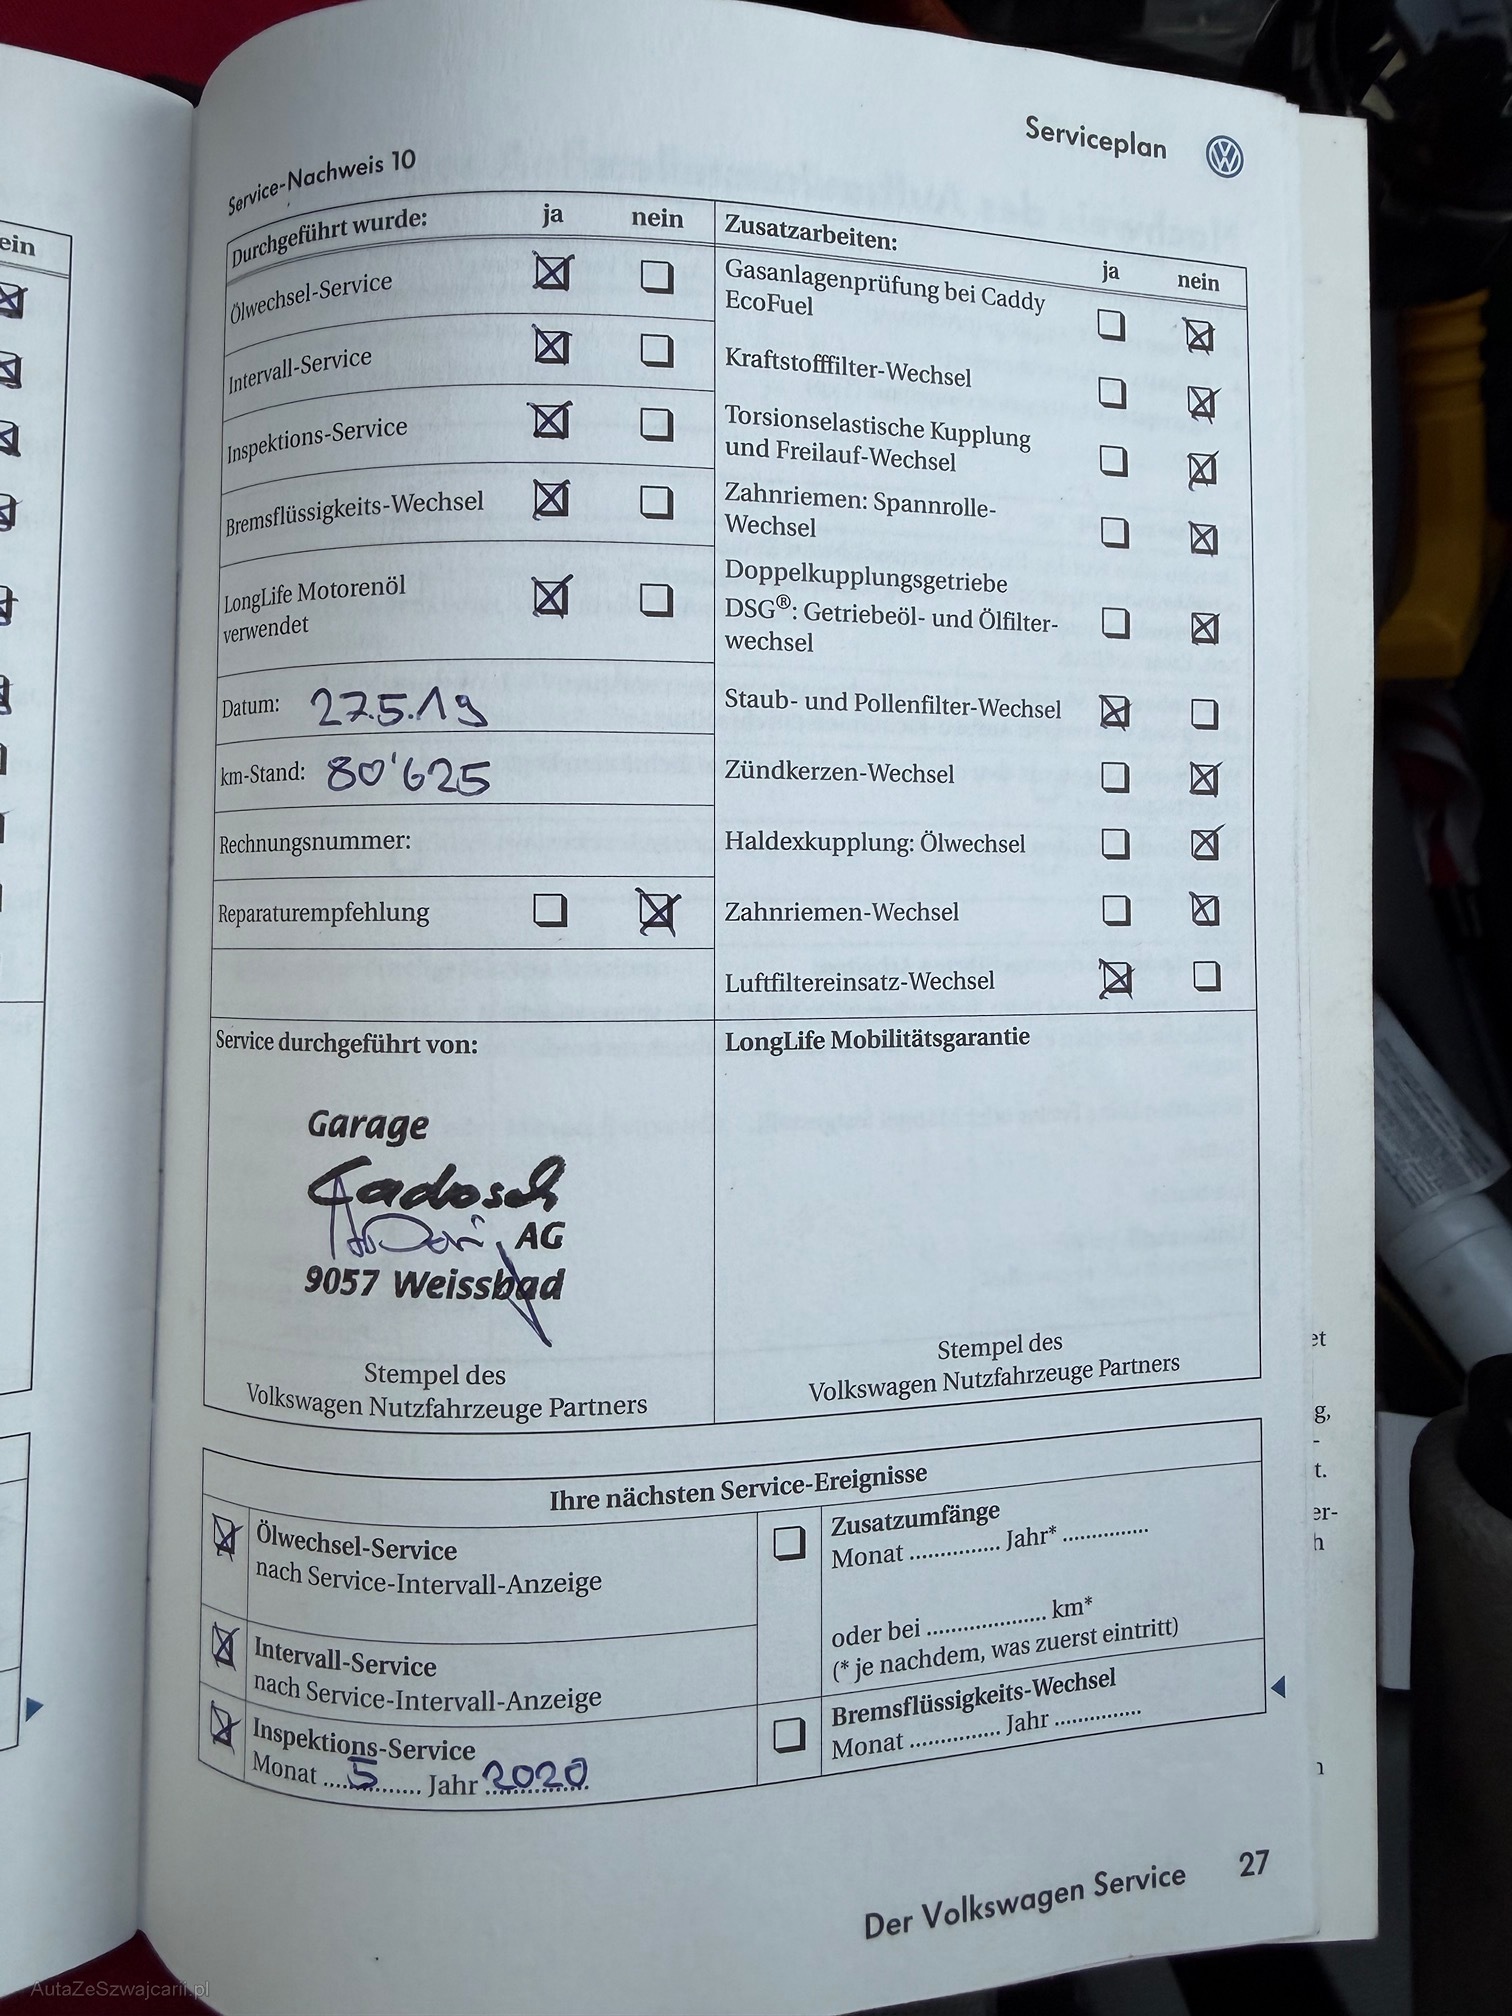 Serviceplan
Service-Nachweis 10
Durchgeführt wurde: ja nein
Ölwechsel-Service
Intervall-Service
Inspektions-Service
Bremsflüssigkeits-Wechsel
LongLife Motorenöl
verwendet
Datum: 27.5.19
km-Stand: 80'625
Rechnungsnummer:
Reparaturempfehlung
Zusatzarbeiten:
ja nein
Gasanlagenprüfung bei Caddy
EcoFuel
Kraftstofffilter-Wechsel
Torsionselastische Kupplung
und Freilauf-Wechsel
Zahnriemen: Spannrolle-
Wechsel
Doppelkupplungsgetriebe
DSG®: Getriebeöl- und Ölfilter-
wechsel
Staub- und Pollenfilter-Wechsel
Zündkerzen-Wechsel
Haldexkupplung: Ölwechsel
Zahnriemen-Wechsel
Luftfiltereinsatz-Wechsel
Service durchgeführt von:
Garage
AG
9057 Weissbad
Stempel des
Volkswagen Nutzfahrzeuge Partners
LongLife Mobilitätsgarantie
Stempel des
Volkswagen Nutzfahrzeuge Partners
Ihre nächsten Service-Ereignisse
Ölwechsel-Service
nach Service-Intervall-Anzeige
Intervall-Service
nach Service-Intervall-Anzeige
Inspektions-Service
Monat ....5........ Jahr 2020
Zusatzumfänge
Monat ............... Jahr* ...............
oder bei .................... km*
(* je nachdem, was zuerst eintritt)
Bremsflüssigkeits-Wechsel
Monat ............... Jahr ...............
Der Volkswagen Service 27
ein
et
g,
-
t.
er-
h
AutaZeSzwajcarii.pl